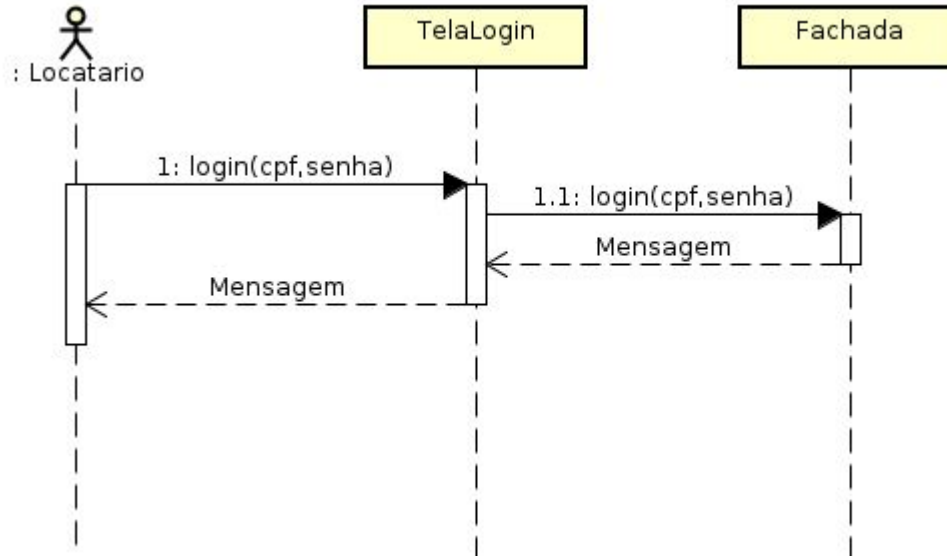 : Locatario
TelaLogin
Fachada
1: login(cpf,senha)
1.1: login(cpf,senha)
Mensagem
Mensagem